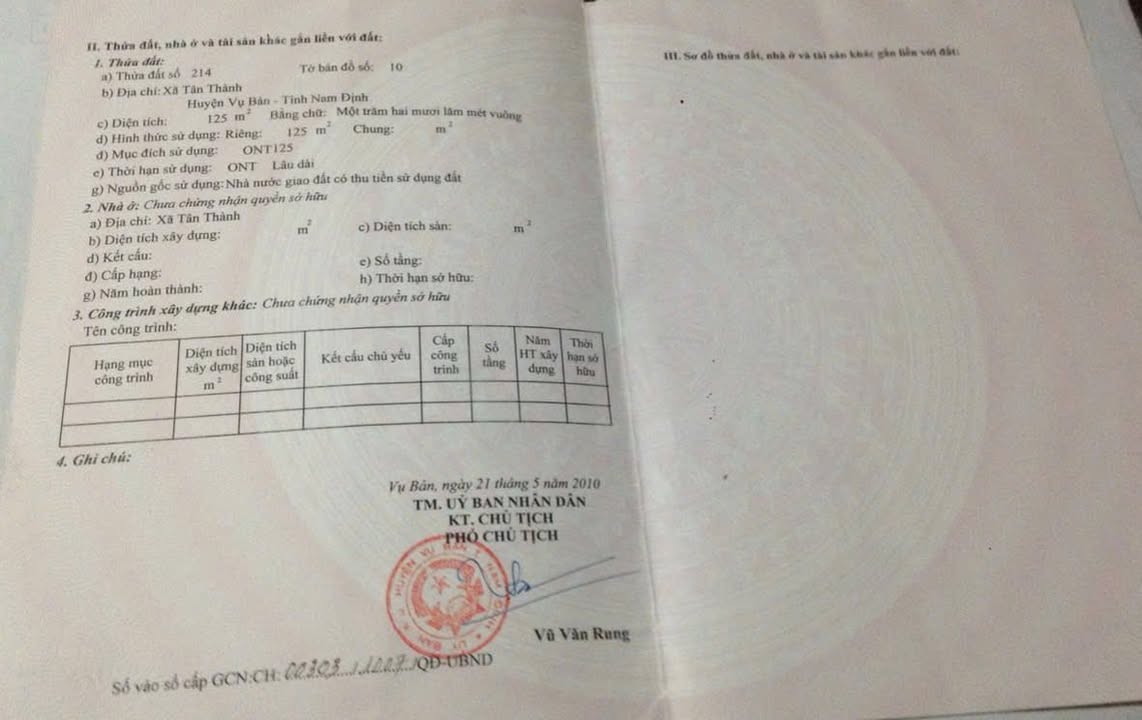 II. Thửa đất, nhà ở và tài sản khác gắn liền với đất:
1. Thửa đất:
a) Thửa đất số 214 Tờ bản đồ số: 10
b) Địa chỉ: Xã Tân Thành
Huyện Vụ Bản - Tỉnh Nam Định
c) Diện tích: 125 m² Bằng chữ: Một trăm hai mươi lăm mét vuông
d) Hình thức sử dụng: Riêng: 125 m² Chung: m²
đ) Mục đích sử dụng: ONT125
e) Thời hạn sử dụng: ONT Lâu dài
g) Nguồn gốc sử dụng: Nhà nước giao đất có thu tiền sử dụng đất
2. Nhà ở: Chưa chứng nhận quyền sở hữu
a) Địa chỉ: Xã Tân Thành
b) Diện tích xây dựng: m² c) Diện tích sàn: m²
d) Kết cấu:
đ) Cấp hạng: e) Số tầng:
g) Năm hoàn thành: h) Thời hạn sở hữu:
3. Công trình xây dựng khác: Chưa chứng nhận quyền sở hữu
Tên công trình:
Hạng mục công trình
Diện tích xây dựng m²
Diện tích sàn hoặc công suất
Kết cấu chủ yếu
Cấp công trình
Số tầng
Năm HT xây dựng
Thời hạn sở hữu
4. Ghi chú:
Vụ Bản, ngày 21 tháng 5 năm 2010
TM. UỶ BAN NHÂN DÂN
KT. CHỦ TỊCH
PHÓ CHỦ TỊCH
Vũ Văn Rung
Số vào sổ cấp GCN:CH: 00303 / 1007 /QĐ-UBND
III. Sơ đồ thửa đất, nhà ở và tài sản khác gắn liền với đất: